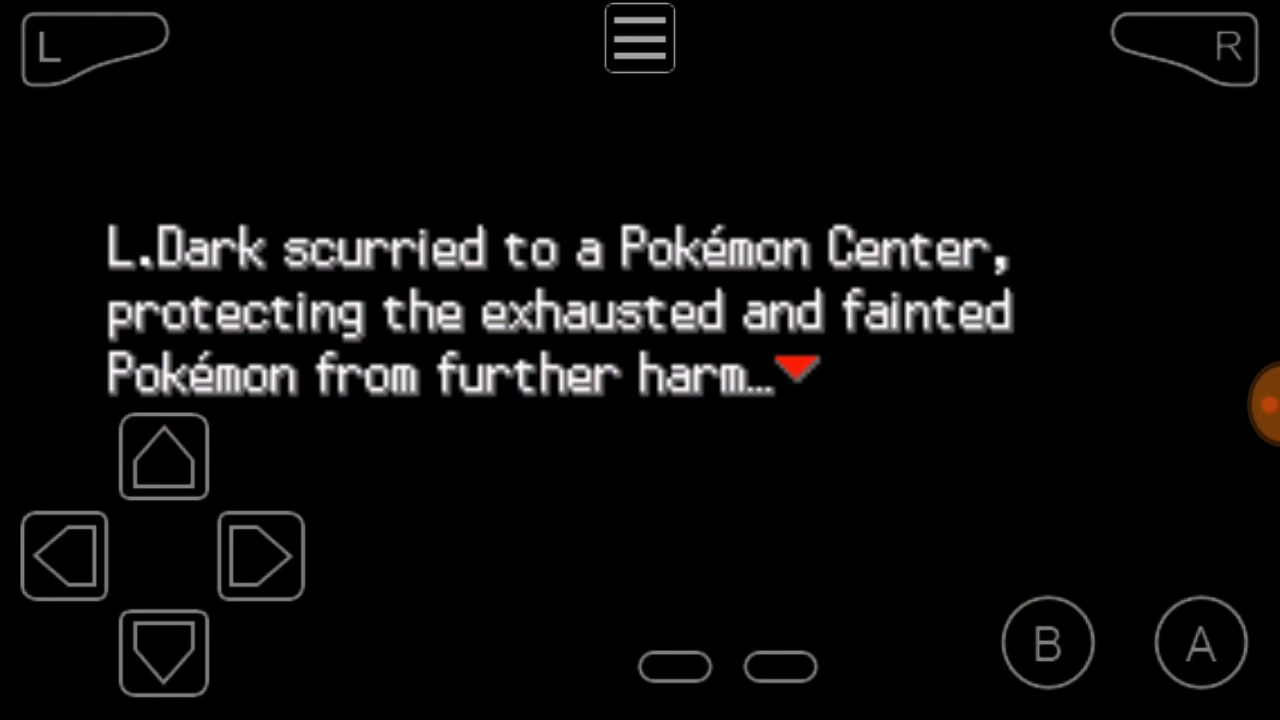 L
R
L.Dark scurried to a Pokémon Center,
protecting the exhausted and fainted
Pokémon from further harm…
B
A